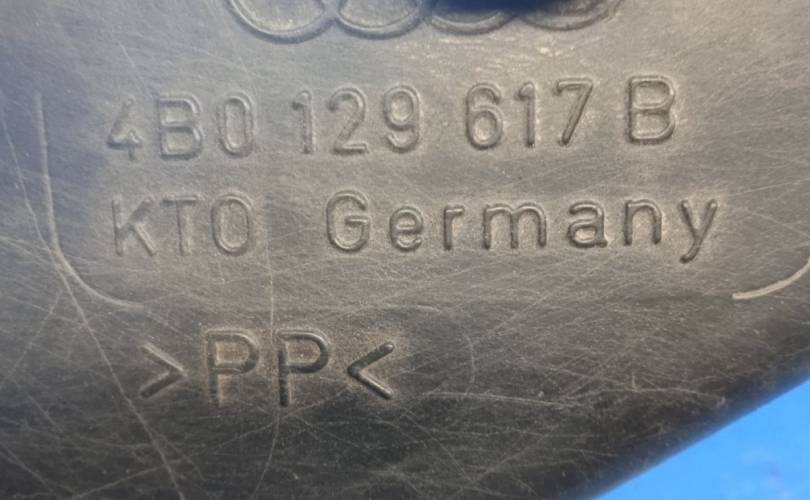 4B0 129 617 B
KTO Germany
>PP<